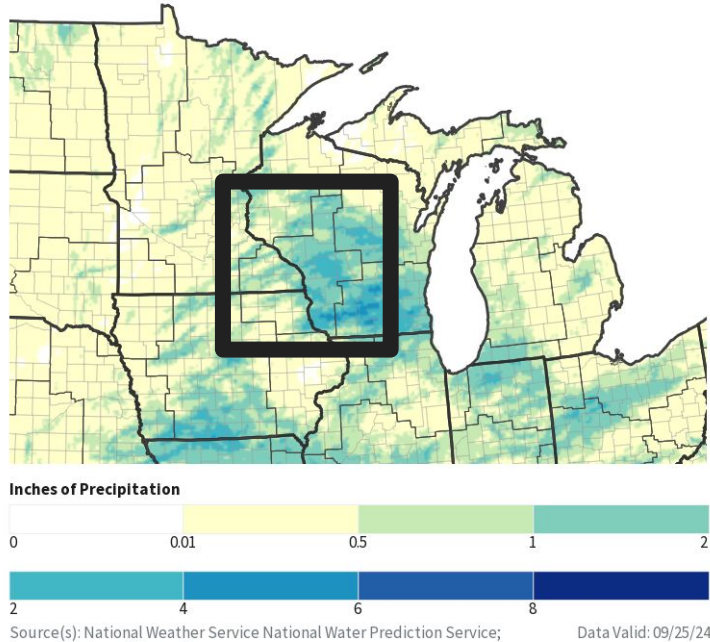 Inches of Precipitation
0 0.01 0.5 1 2
2 4 6 8
Source(s): National Weather Service National Water Prediction Service; Data Valid: 09/25/24